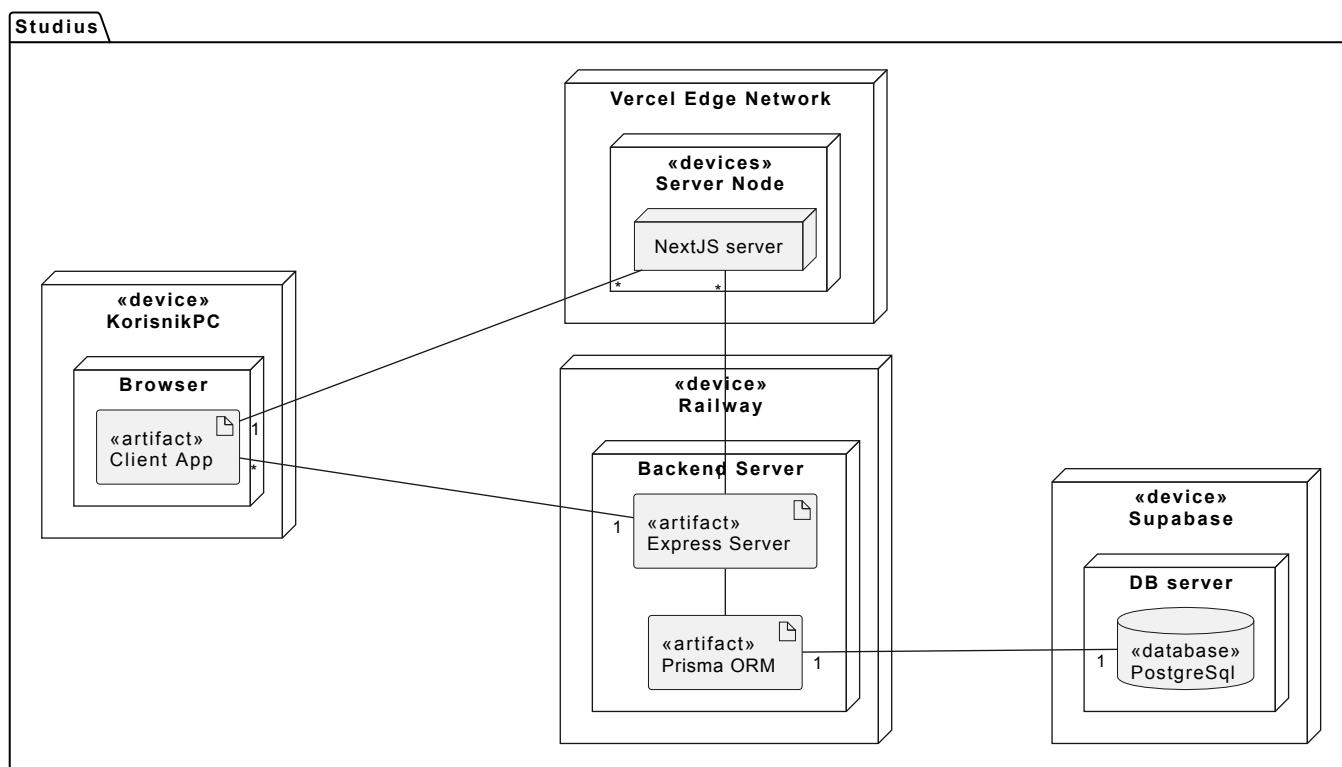 Studius
Vercel Edge Network
«devices»
Server Node
NextJS server
*
*
«device»
KorisnikPC
Browser
«artifact»
Client App
1
*
«device»
Railway
Backend Server
1
«artifact»
Express Server
1
«artifact»
Prisma ORM
1
«device»
Supabase
DB server
«database»
PostgreSql
1